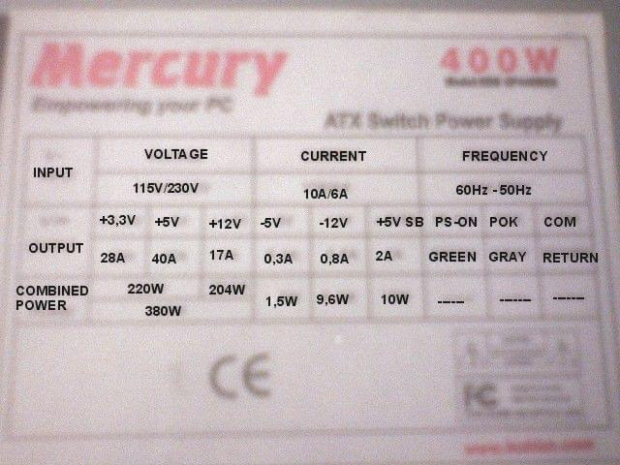 Mercury
400W
Empowering your PC
ATX Switch Power Supply
INPUT VOLTAGE CURRENT FREQUENCY
115V/230V 10A/6A 60Hz - 50Hz
OUTPUT +3,3V +5V +12V -5V -12V +5V SB PS-ON POK COM
28A 40A 17A 0,3A 0,8A 2A GREEN GRAY RETURN
COMBINED POWER 220W 204W 1,5W 9,6W 10W ------ ------ ------
380W
CE